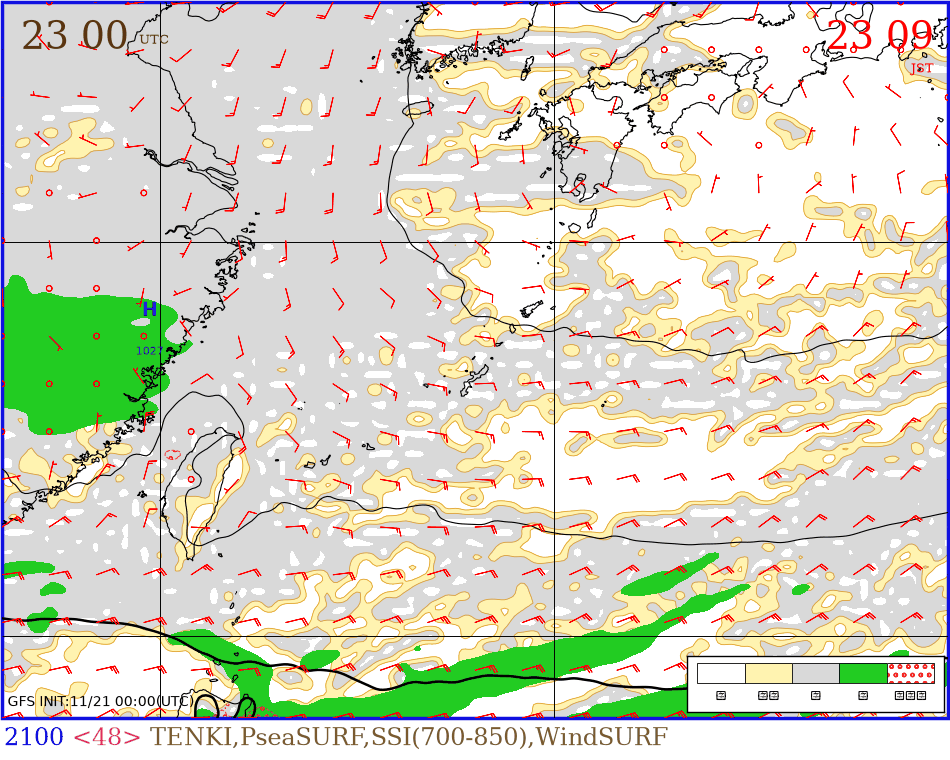 23 00 UTC
23 09 JST
H
1027
GFS INIT:11/21 00:00(UTC)
2100 <48> TENKI,PseaSURF,SSI(700-850),WindSURF